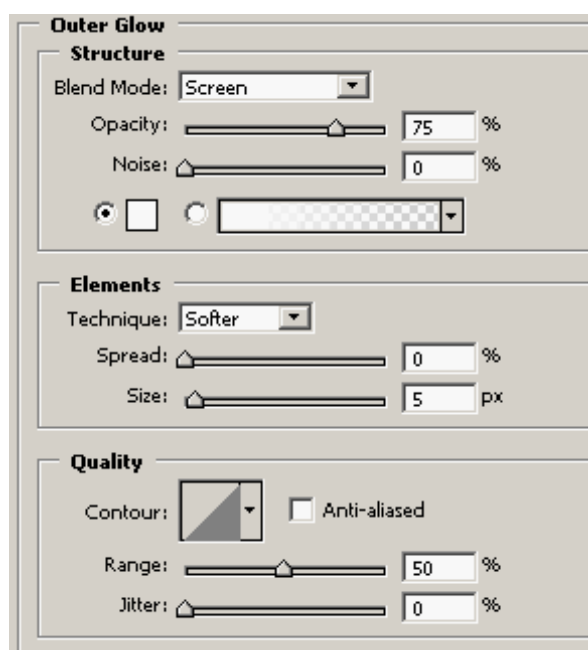 Outer Glow
Structure
Blend Mode: Screen
Opacity: 75 %
Noise: 0 %
Elements
Technique: Softer
Spread: 0 %
Size: 5 px
Quality
Contour: Anti-aliased
Range: 50 %
Jitter: 0 %